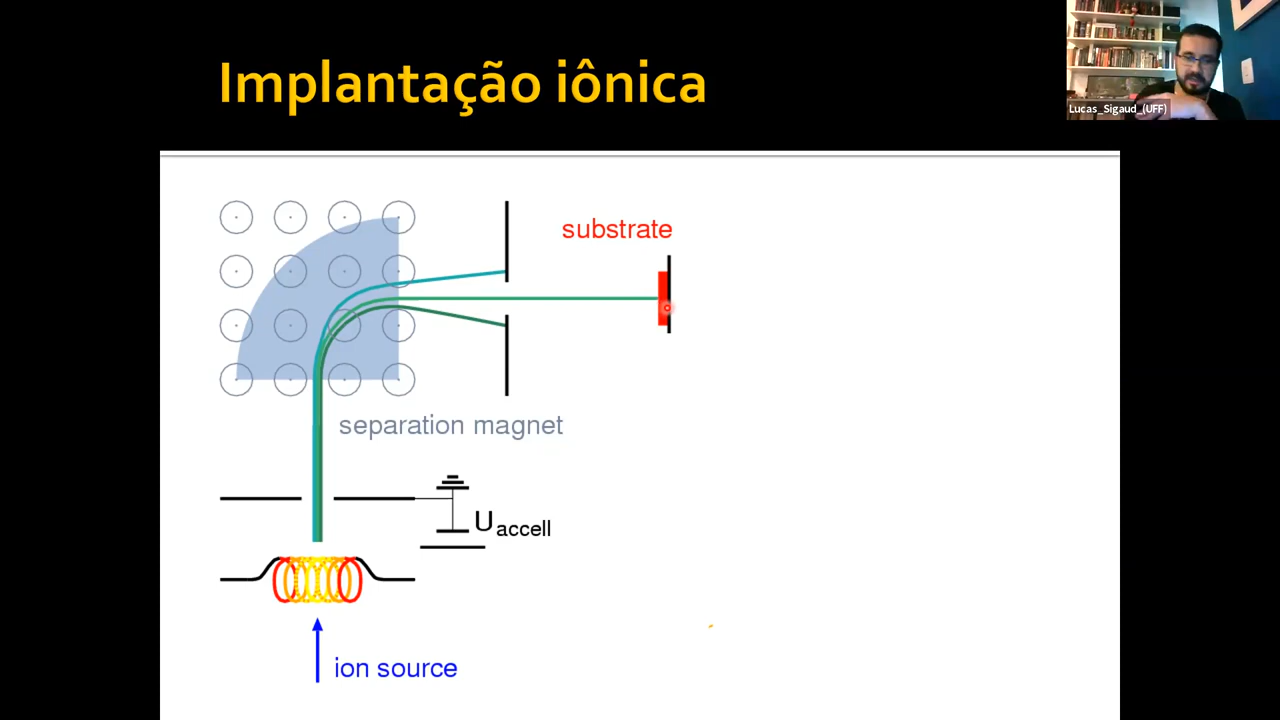 Implantação iônica
Lucas_Sigaud_(UFF)
substrate
separation magnet
U accell
ion source